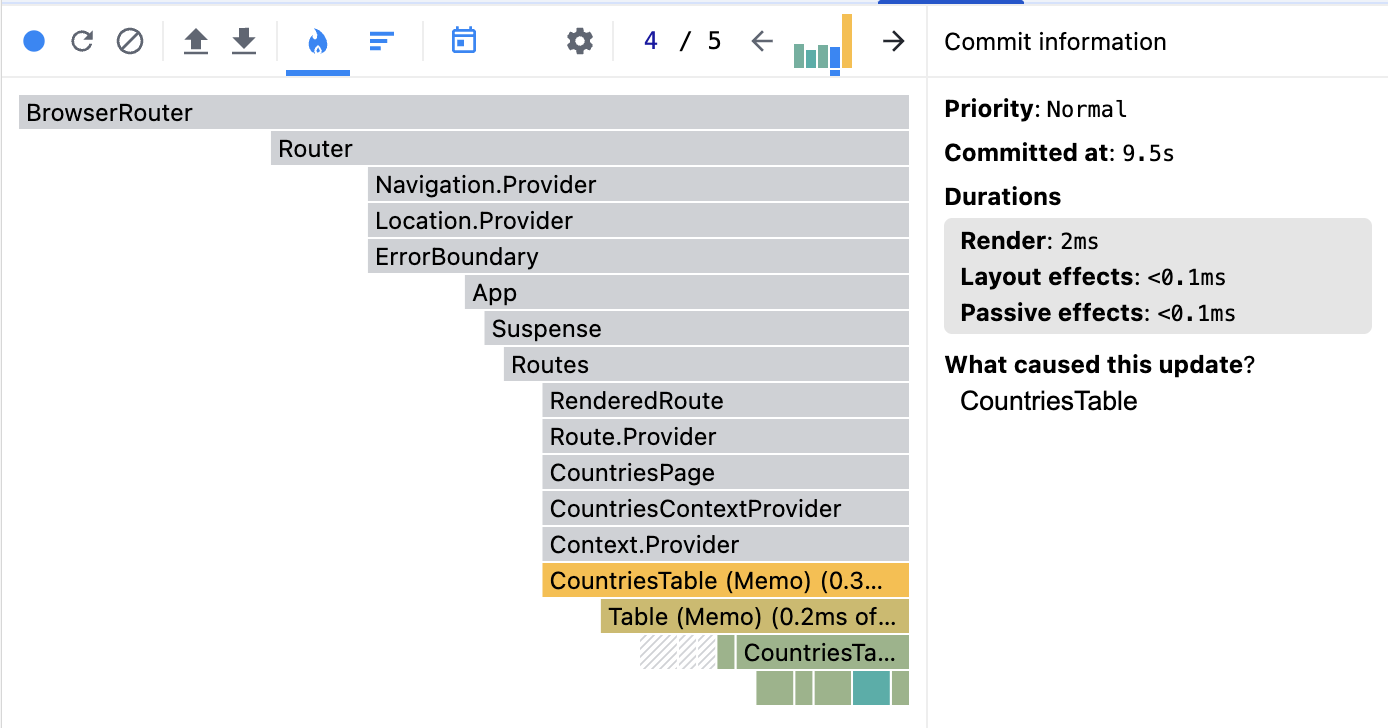 4 / 5
Commit information
BrowserRouter
Router
Navigation.Provider
Location.Provider
ErrorBoundary
App
Suspense
Routes
RenderedRoute
Route.Provider
CountriesPage
CountriesContextProvider
Context.Provider
CountriesTable (Memo) (0.3...
Table (Memo) (0.2ms of...
CountriesTa...
Priority: Normal
Committed at: 9.5s
Durations
Render: 2ms
Layout effects: <0.1ms
Passive effects: <0.1ms
What caused this update?
CountriesTable